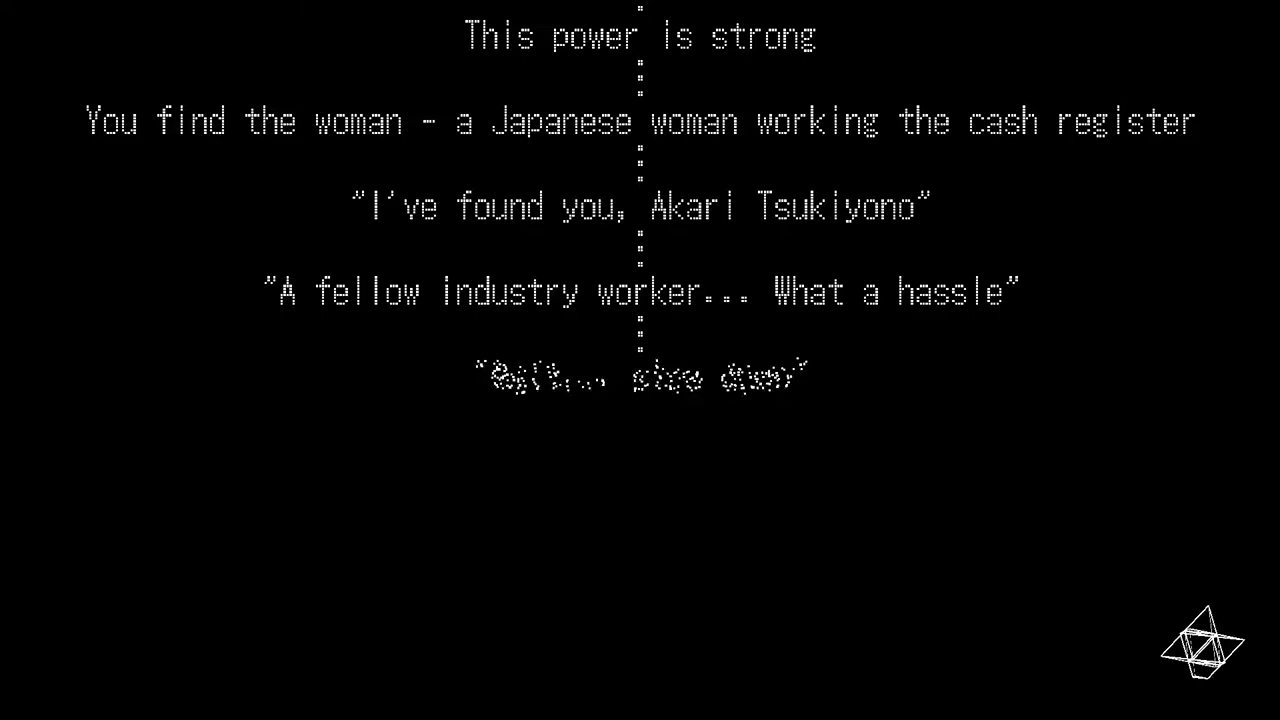 This power is strong
You find the woman - a Japanese woman working the cash register
"I've found you, Akari Tsukiyono"
"A fellow industry worker... What a hassle"